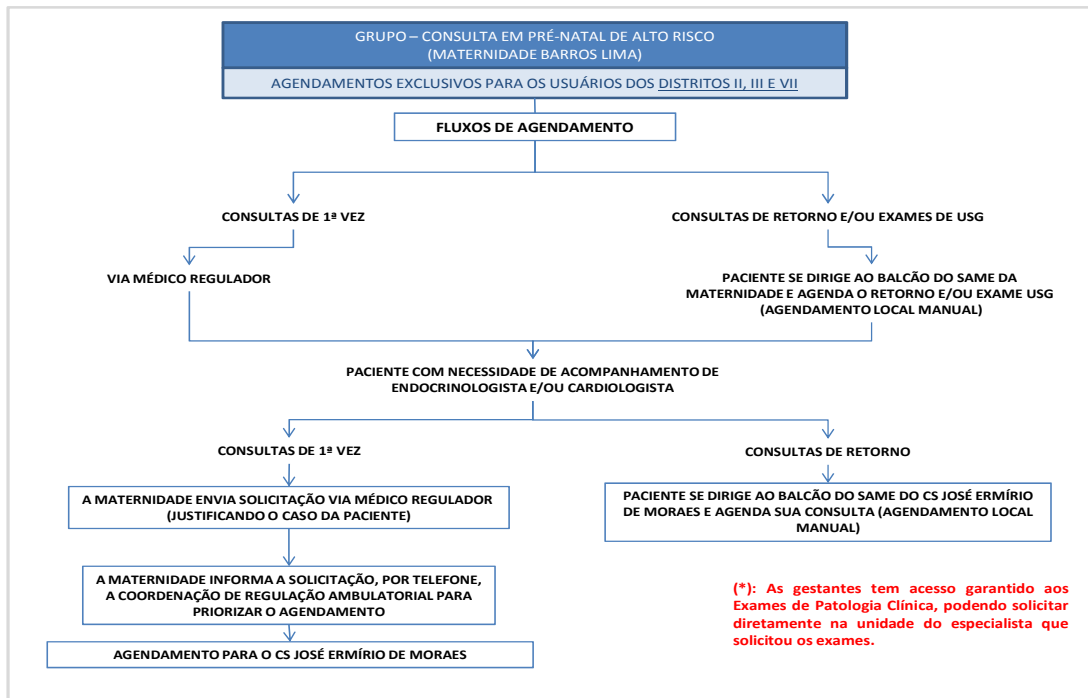 GRUPO – CONSULTA EM PRÉ-NATAL DE ALTO RISCO
(MATERNIDADE BARROS LIMA)
AGENDAMENTOS EXCLUSIVOS PARA OS USUÁRIOS DOS DISTRITOS II, III E VII
FLUXOS DE AGENDAMENTO
CONSULTAS DE 1ª VEZ
CONSULTAS DE RETORNO E/OU EXAMES DE USG
VIA MÉDICO REGULADOR
PACIENTE SE DIRIGE AO BALCÃO DO SAME DA
MATERNIDADE E AGENDA O RETORNO E/OU EXAME USG
(AGENDAMENTO LOCAL MANUAL)
PACIENTE COM NECESSIDADE DE ACOMPANHAMENTO DE
ENDOCRINOLOGISTA E/OU CARDIOLOGISTA
CONSULTAS DE 1ª VEZ
CONSULTAS DE RETORNO
A MATERNIDADE ENVIA SOLICITAÇÃO VIA MÉDICO REGULADOR
(JUSTIFICANDO O CASO DA PACIENTE)
PACIENTE SE DIRIGE AO BALCÃO DO SAME DO CS JOSÉ ERMÍRIO
DE MORAES E AGENDA SUA CONSULTA (AGENDAMENTO LOCAL
MANUAL)
A MATERNIDADE INFORMA A SOLICITAÇÃO, POR TELEFONE,
A COORDENAÇÃO DE REGULAÇÃO AMBULATORIAL PARA
PRIORIZAR O AGENDAMENTO
AGENDAMENTO PARA O CS JOSÉ ERMÍRIO DE MORAES
(*): As gestantes tem acesso garantido aos
Exames de Patologia Clínica, podendo solicitar
diretamente na unidade do especialista que
solicitou os exames.